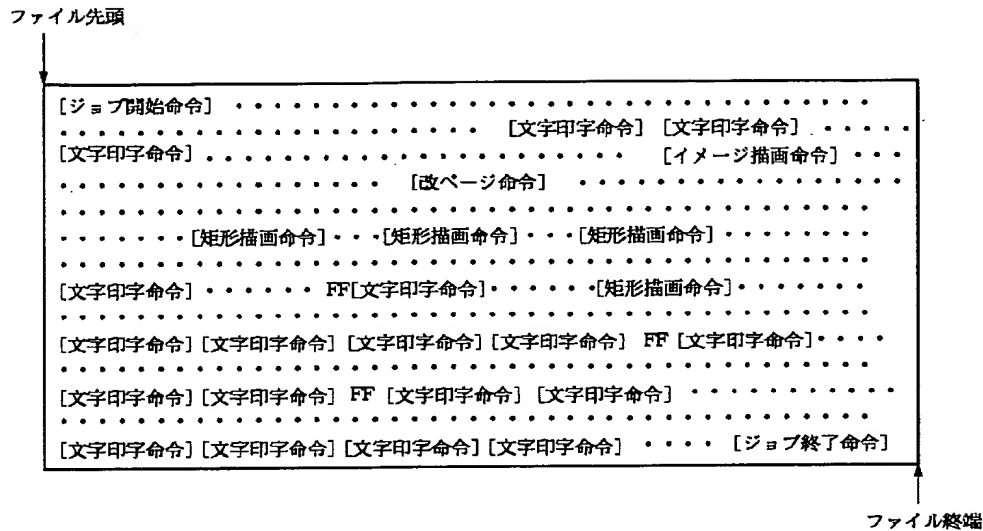 ファイル先頭
[ジョブ開始命令] ・・・・・・・・・・・・・・・・・・・・・・・・・・・・・・・・・
・・・・・・・・・・・・・・・・・・・・・・ [文字印字命令] [文字印字命令] ・・・・・
[文字印字命令] ・・・・・・・・・・・・・・・・・・・・・・ [イメージ描画命令] ・・・
・・・・・・・・・・・・・・・・・ [改ページ命令] ・・・・・・・・・・・・・・・・・
・・・・・・・・・・・・・・・・・・・・・・・・・・・・・・・・・・・・・・・・・・
・・・・・・・[矩形描画命令]・・・[矩形描画命令]・・・[矩形描画命令]・・・・・・・・
・・・・・・・・・・・・・・・・・・・・・・・・・・・・・・・・・・・・・・・・・・
[文字印字命令] ・・・・・・ FF[文字印字命令]・・・・・・[矩形描画命令]・・・・・・・
・・・・・・・・・・・・・・・・・・・・・・・・・・・・・・・・・・・・・・・・・・
[文字印字命令] [文字印字命令] [文字印字命令] [文字印字命令] FF [文字印字命令]・・・・
・・・・・・・・・・・・・・・・・・・・・・・・・・・・・・・・・・・・・・・・・・
[文字印字命令] [文字印字命令] FF [文字印字命令] [文字印字命令] ・・・・・・・・・・・
・・・・・・・・・・・・・・・・・・・・・・・・・・・・・・・・・・・・・・・・・・
[文字印字命令] [文字印字命令] [文字印字命令] [文字印字命令] ・・・・ [ジョブ終了命令]
ファイル終端